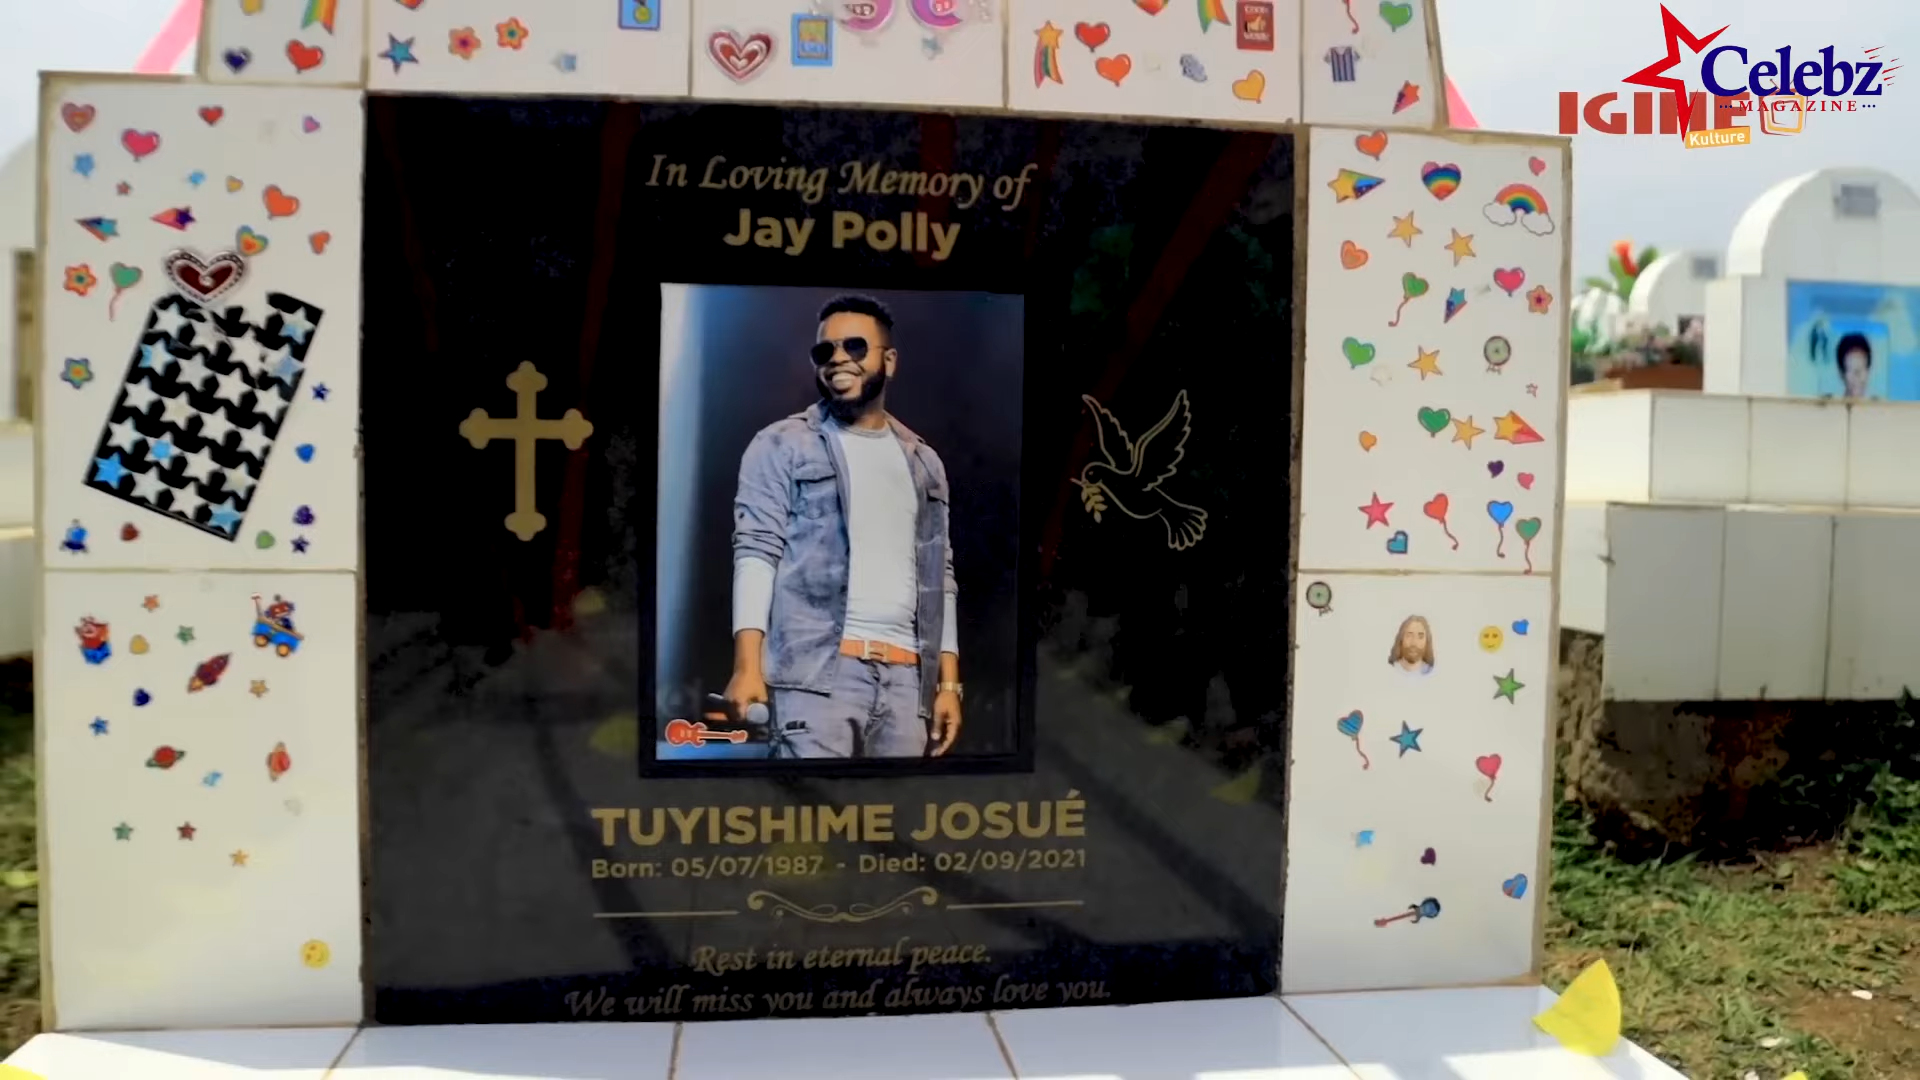 Celebz
MAGAZINE
Kulture
In Loving Memory of
Jay Polly
TUYISHIME JOSUÉ
Born: 05/07/1987 - Died: 02/09/2021
Rest in eternal peace.
We will miss you and always love you.